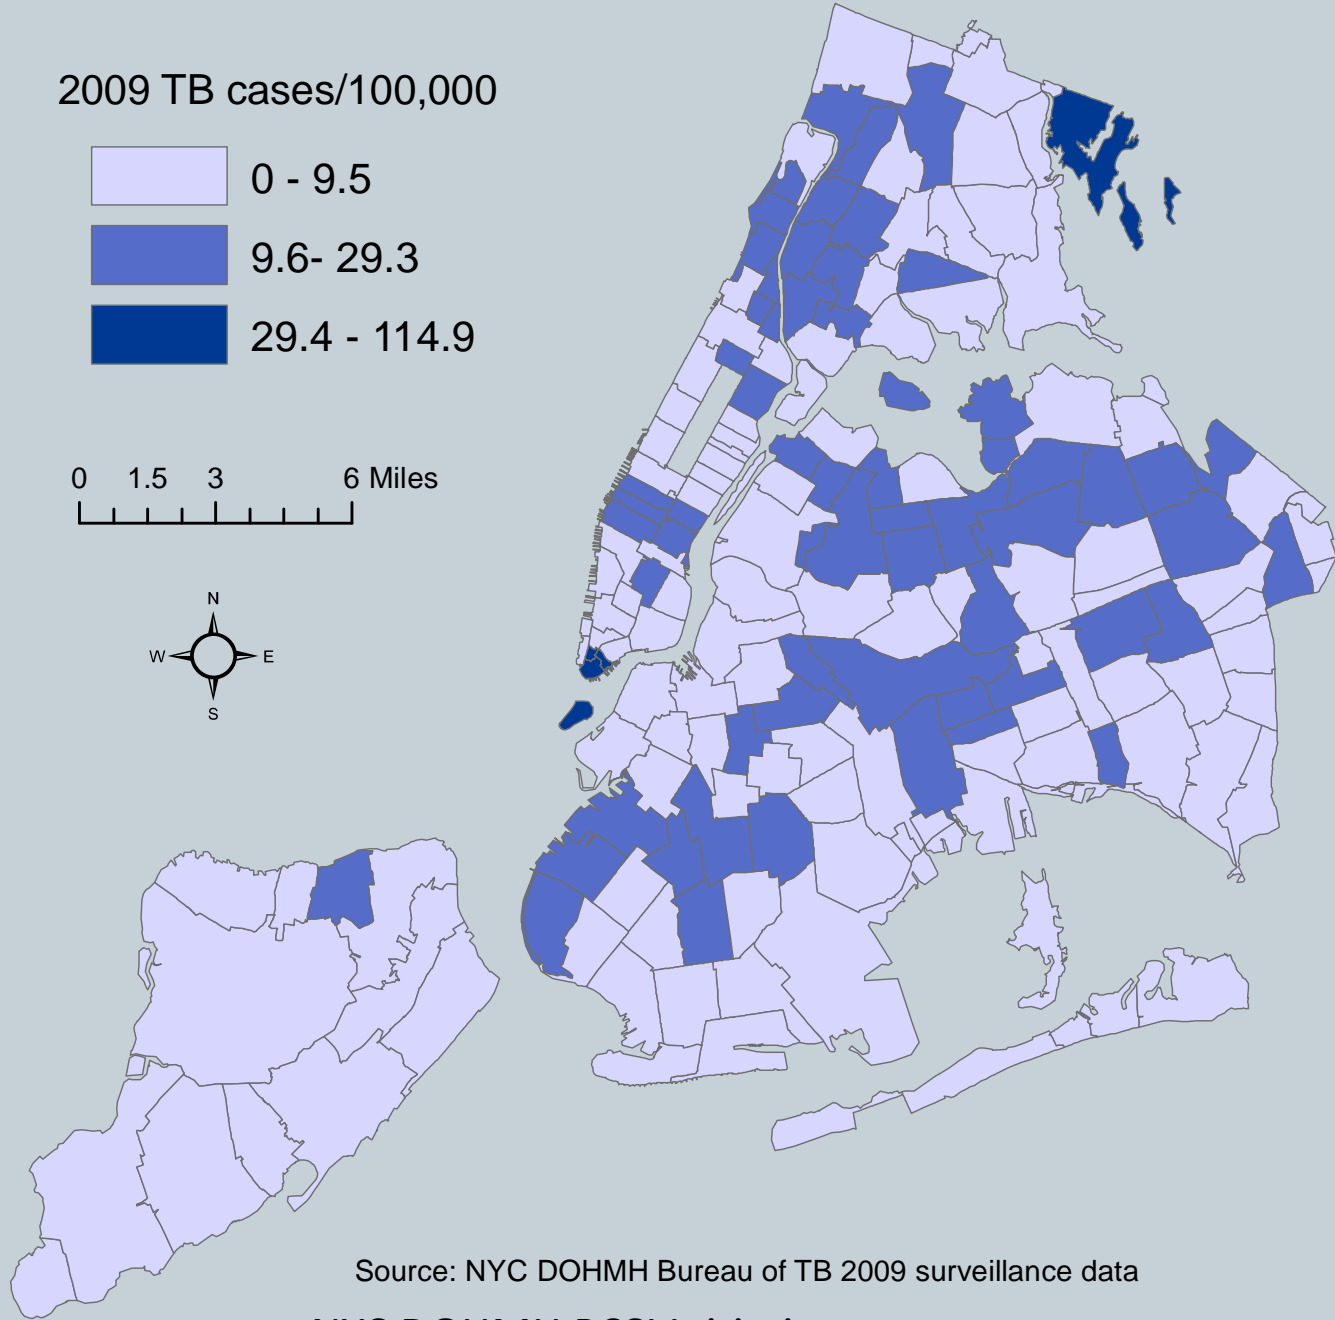 2009 TB cases/100,000
0 - 9.5
9.6- 29.3
29.4 - 114.9
0 1.5 3 6 Miles
N
W E
S
Source: NYC DOHMH Bureau of TB 2009 surveillance data